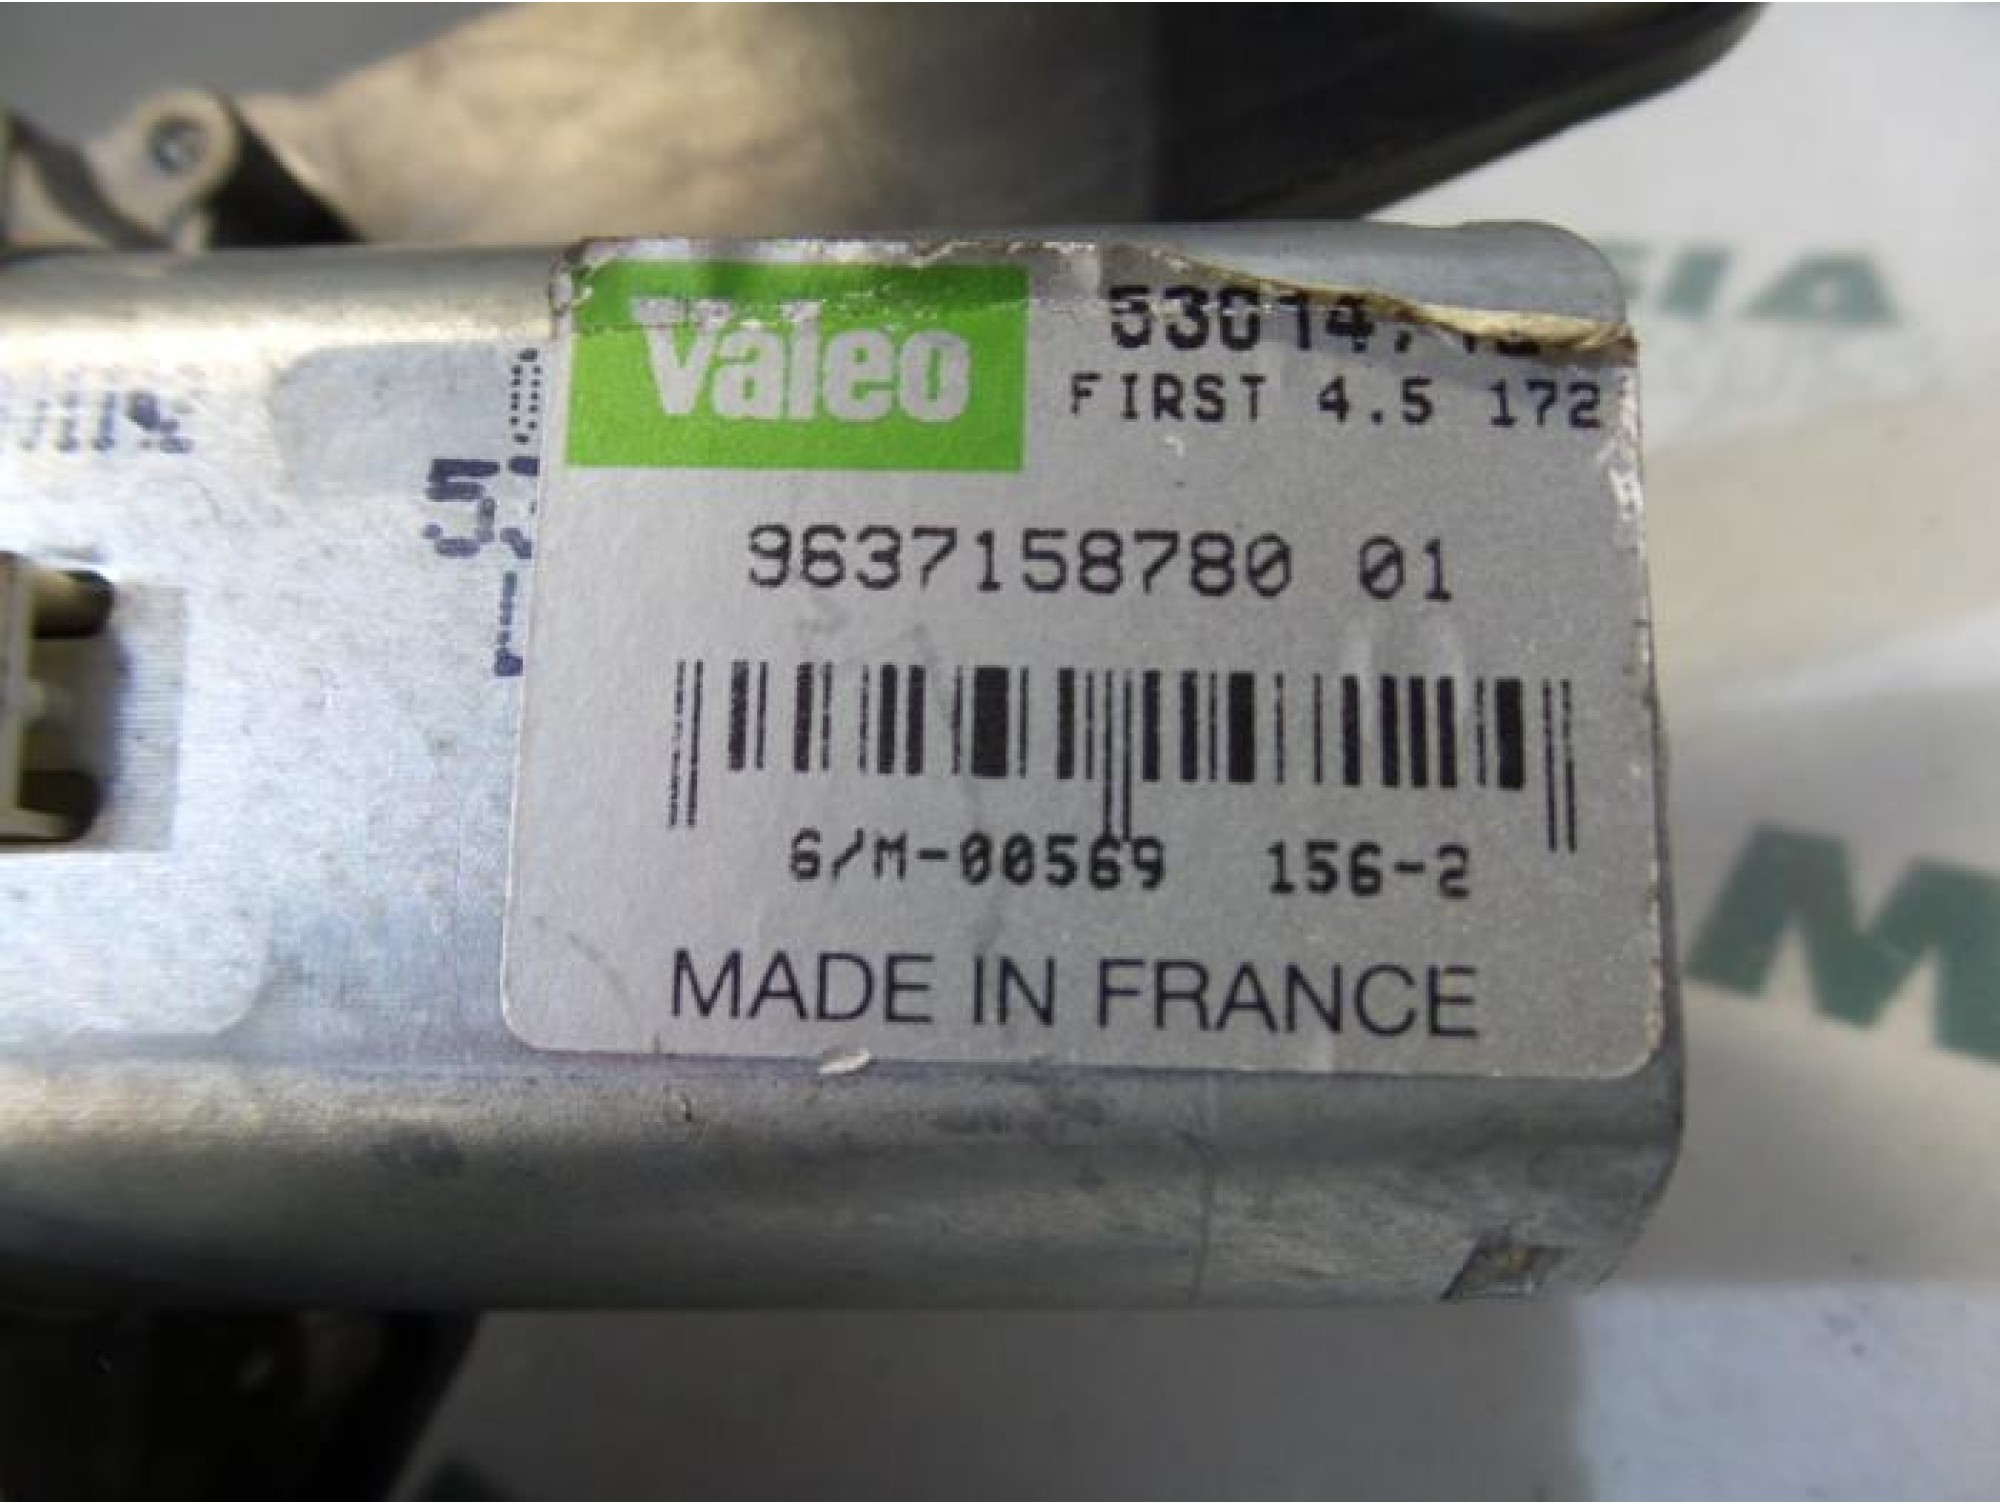 valeo
FIRST 4.5 172
9637158780 01
6/M-00569 156-2
MADE IN FRANCE